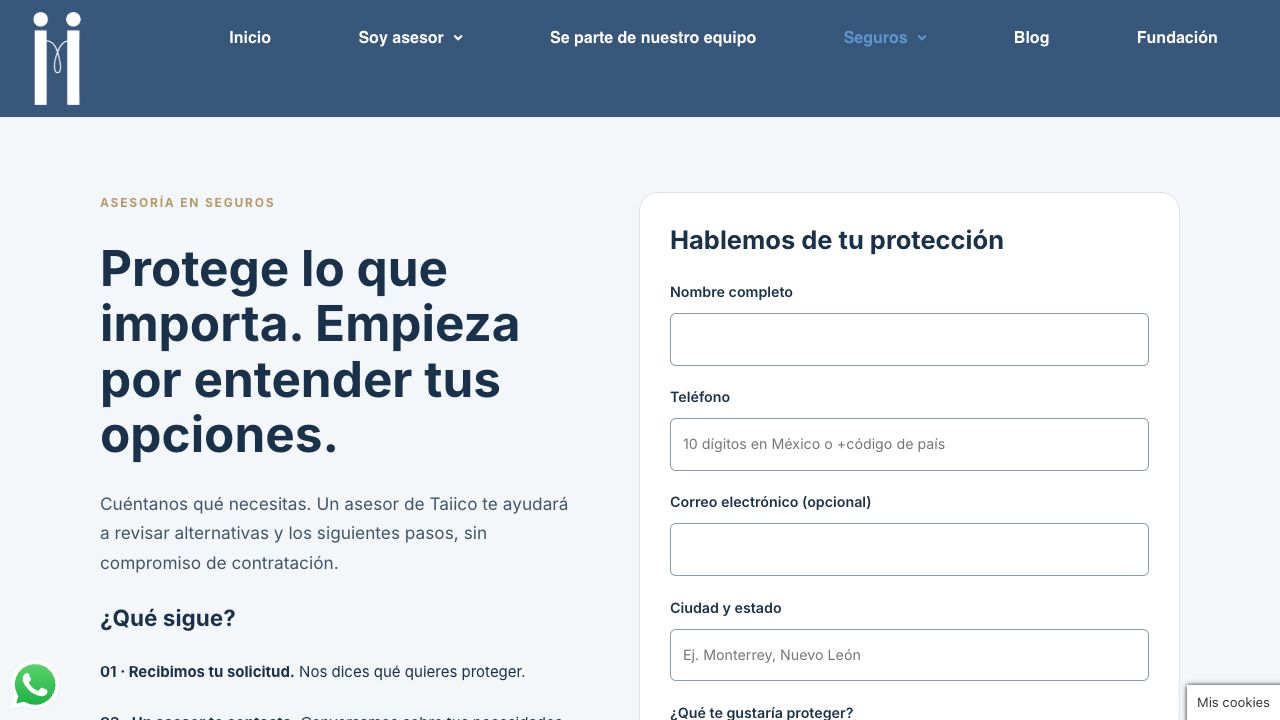 Inicio
Soy asesor
Se parte de nuestro equipo
Seguros
Blog
Fundación
ASESORÍA EN SEGUROS
Protege lo que
importa. Empieza
por entender tus
opciones.
Cuéntanos qué necesitas. Un asesor de Taiico te ayudará
a revisar alternativas y los siguientes pasos, sin
compromiso de contratación.
¿Qué sigue?
01 · Recibimos tu solicitud. Nos dices qué quieres proteger.
Hablemos de tu protección
Nombre completo
Teléfono
10 dígitos en México o +código de país
Correo electrónico (opcional)
Ciudad y estado
Ej. Monterrey, Nuevo León
¿Qué te gustaría proteger?
Mis cookies